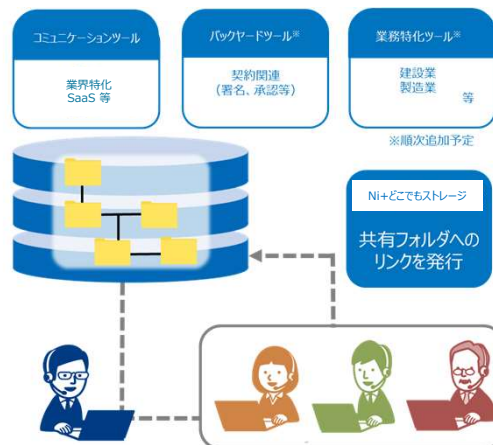 コミュニケーションツール
業界特化
SaaS 等
バックヤードツール※
契約関連
(署名、承認等)
業務特化ツール※
建設業
製造業
等
※順次追加予定
Ni+どこでもストレージ
共有フォルダへの
リンクを発行